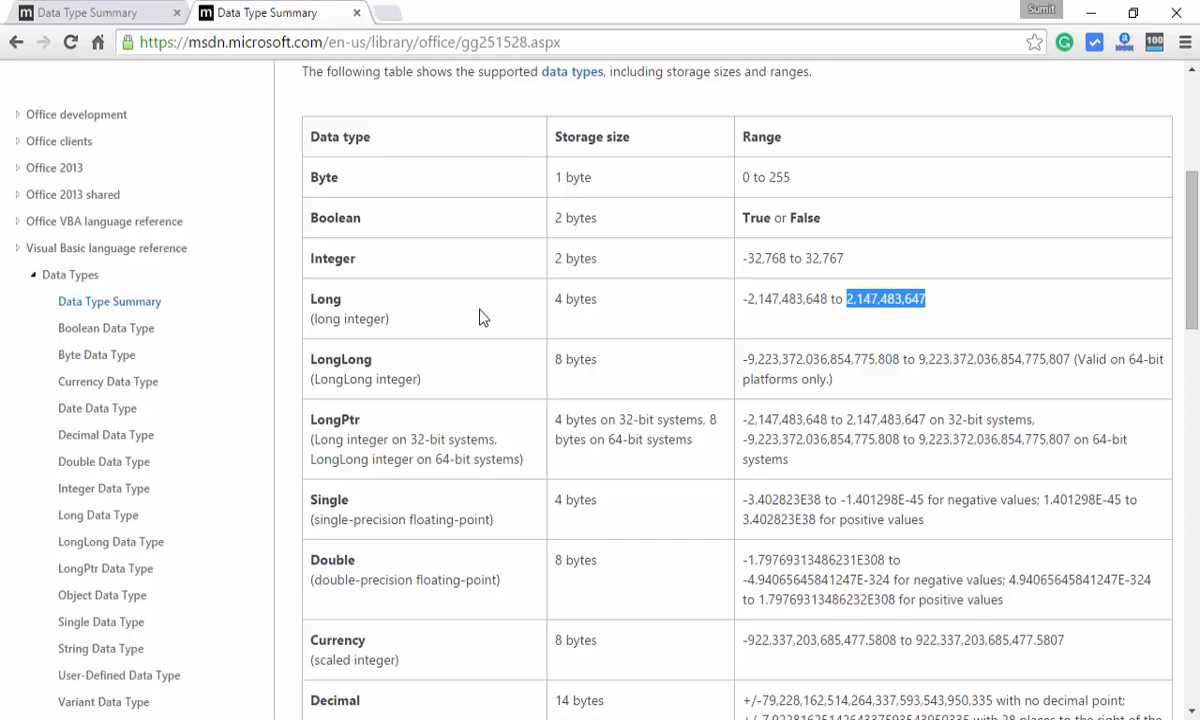 Data Type Summary
Data Type Summary
Sumit
https://msdn.microsoft.com/en-us/library/office/gg251528.aspx
100
The following table shows the supported data types, including storage sizes and ranges.
Office development
Office clients
Office 2013
Office 2013 shared
Office VBA language reference
Visual Basic language reference
Data Types
Data Type Summary
Boolean Data Type
Byte Data Type
Currency Data Type
Date Data Type
Decimal Data Type
Double Data Type
Integer Data Type
Long Data Type
LongLong Data Type
LongPtr Data Type
Object Data Type
Single Data Type
String Data Type
User-Defined Data Type
Variant Data Type
Data type Storage size Range
Byte 1 byte 0 to 255
Boolean 2 bytes True or False
Integer 2 bytes -32,768 to 32,767
Long 4 bytes -2,147,483,648 to 2,147,483,647
(long integer)
LongLong 8 bytes -9,223,372,036,854,775,808 to 9,223,372,036,854,775,807 (Valid on 64-bit
(LongLong integer) platforms only.)
LongPtr 4 bytes on 32-bit systems, 8 -2,147,483,648 to 2,147,483,647 on 32-bit systems,
(Long integer on 32-bit systems, bytes on 64-bit systems -9,223,372,036,854,775,808 to 9,223,372,036,854,775,807 on 64-bit
LongLong integer on 64-bit systems) systems
Single 4 bytes -3.402823E38 to -1.401298E-45 for negative values; 1.401298E-45 to
(single-precision floating-point) 3.402823E38 for positive values
Double 8 bytes -1.79769313486231E308 to
(double-precision floating-point) -4.94065645841247E-324 for negative values; 4.94065645841247E-324
to 1.79769313486232E308 for positive values
Currency 8 bytes -922,337,203,685,477.5808 to 922,337,203,685,477.5807
(scaled integer)
Decimal 14 bytes +/-79,228,162,514,264,337,593,543,950,335 with no decimal point;
+/-7.9228162514264337593543950335 with 28 places to the right of the